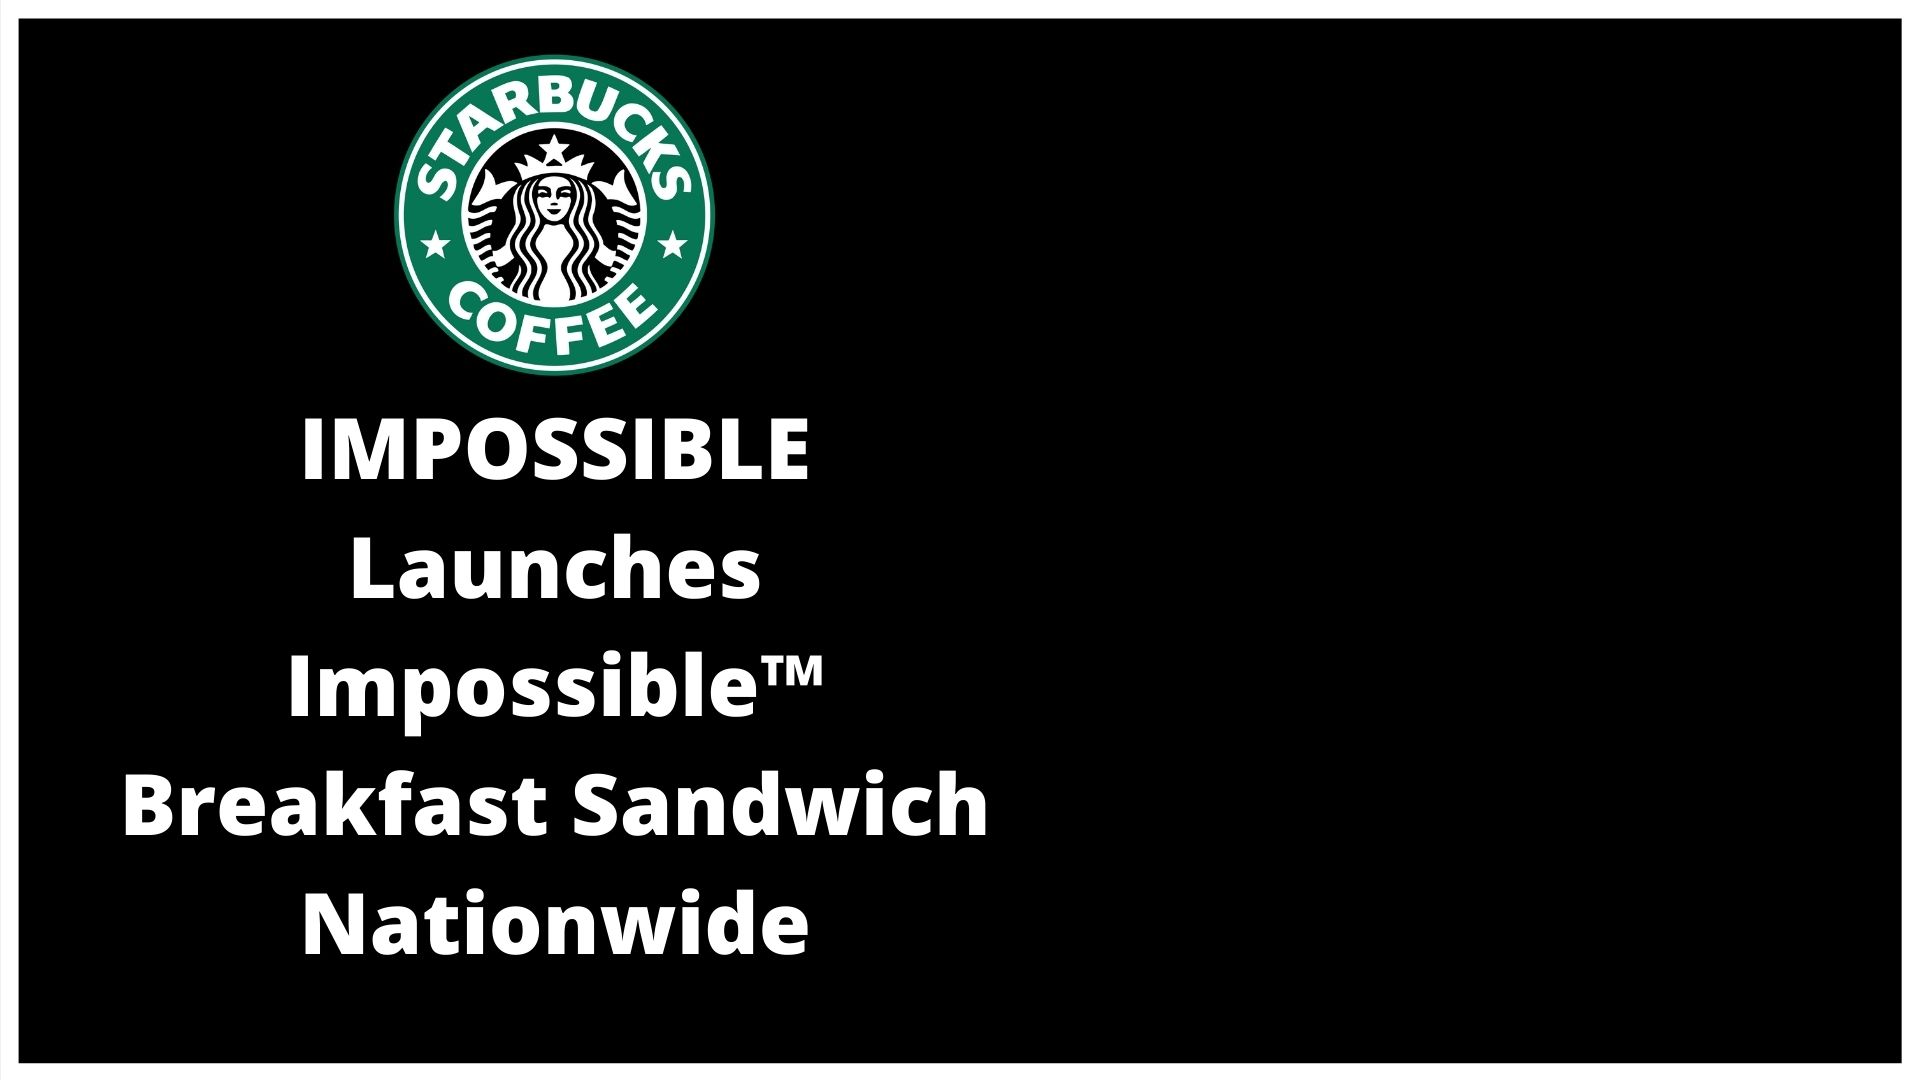 STARBUCKS
COFFEE
IMPOSSIBLE
Launches
Impossible™
Breakfast Sandwich
Nationwide